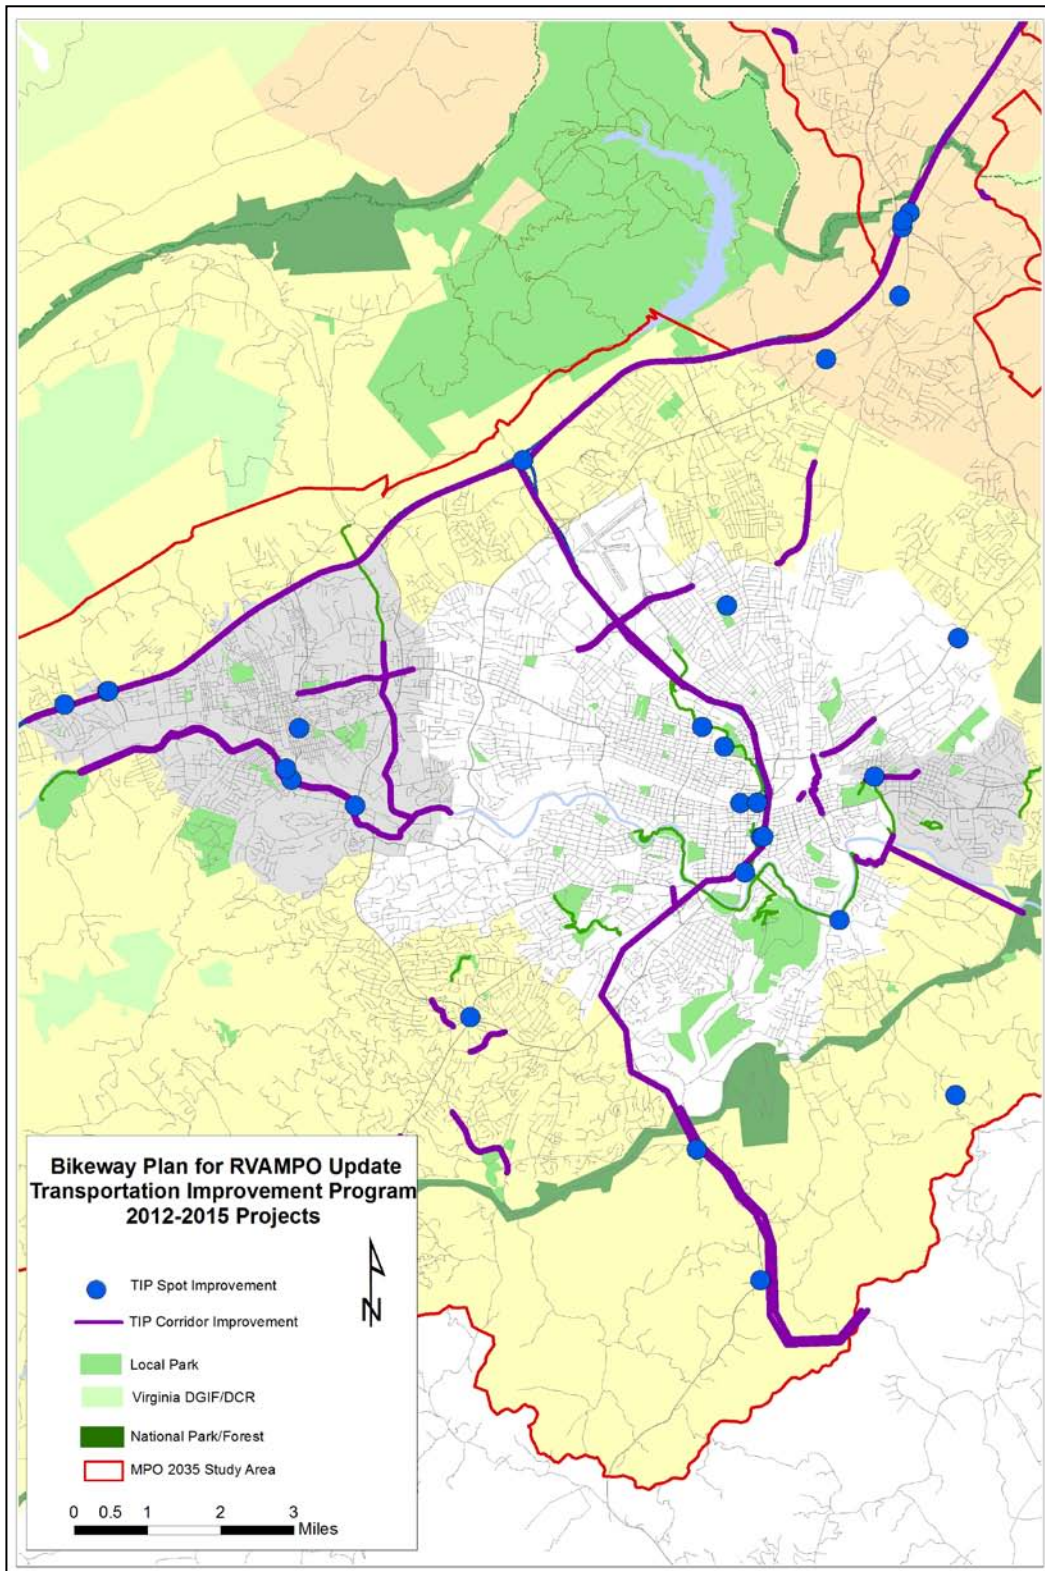 Bikeway Plan for RVAMPO Update
Transportation Improvement Program
2012-2015 Projects
TIP Spot Improvement
TIP Corridor Improvement
N
Local Park
Virginia DGIF/DCR
National Park/Forest
MPO 2035 Study Area
0 0.5 1 2 3
Miles